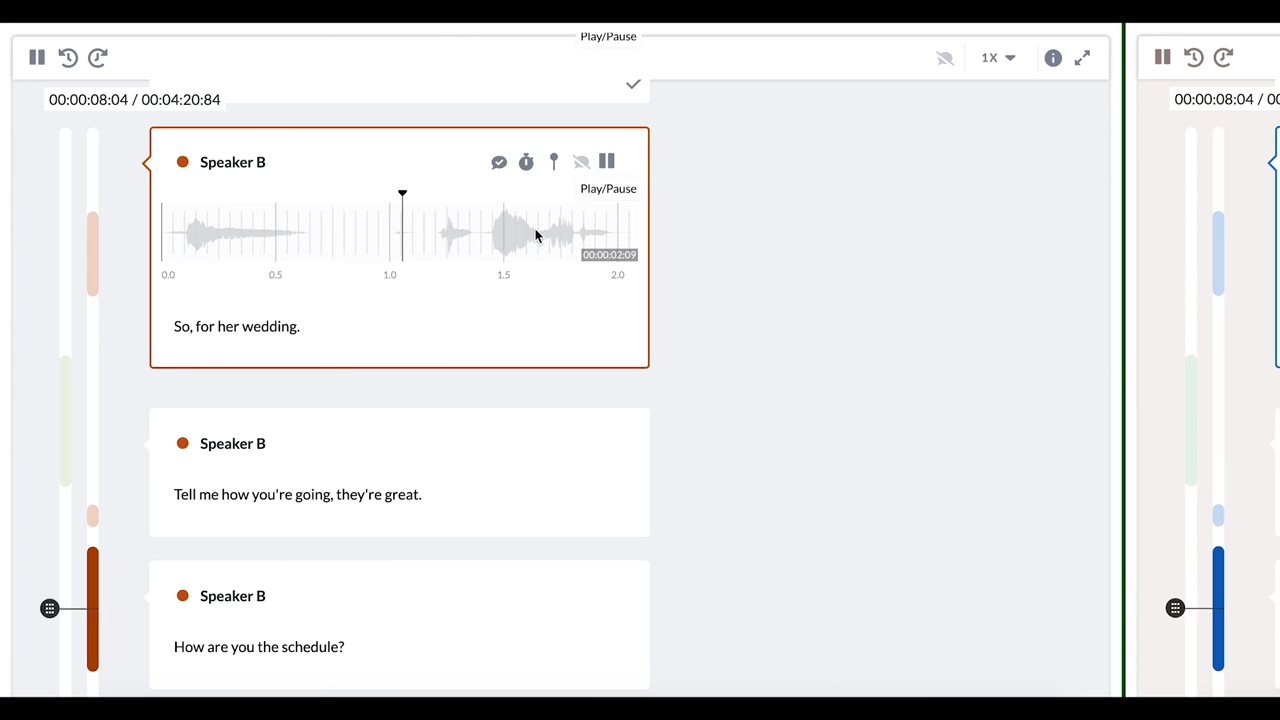 Play/Pause
1X
00:00:08:04 / 00:04:20:84
00:00:08:04 / 00
Speaker B
Play/Pause
00:00:02:09
0.0 0.5 1.0 1.5 2.0
So, for her wedding.
Speaker B
Tell me how you're going, they're great.
Speaker B
How are you the schedule?